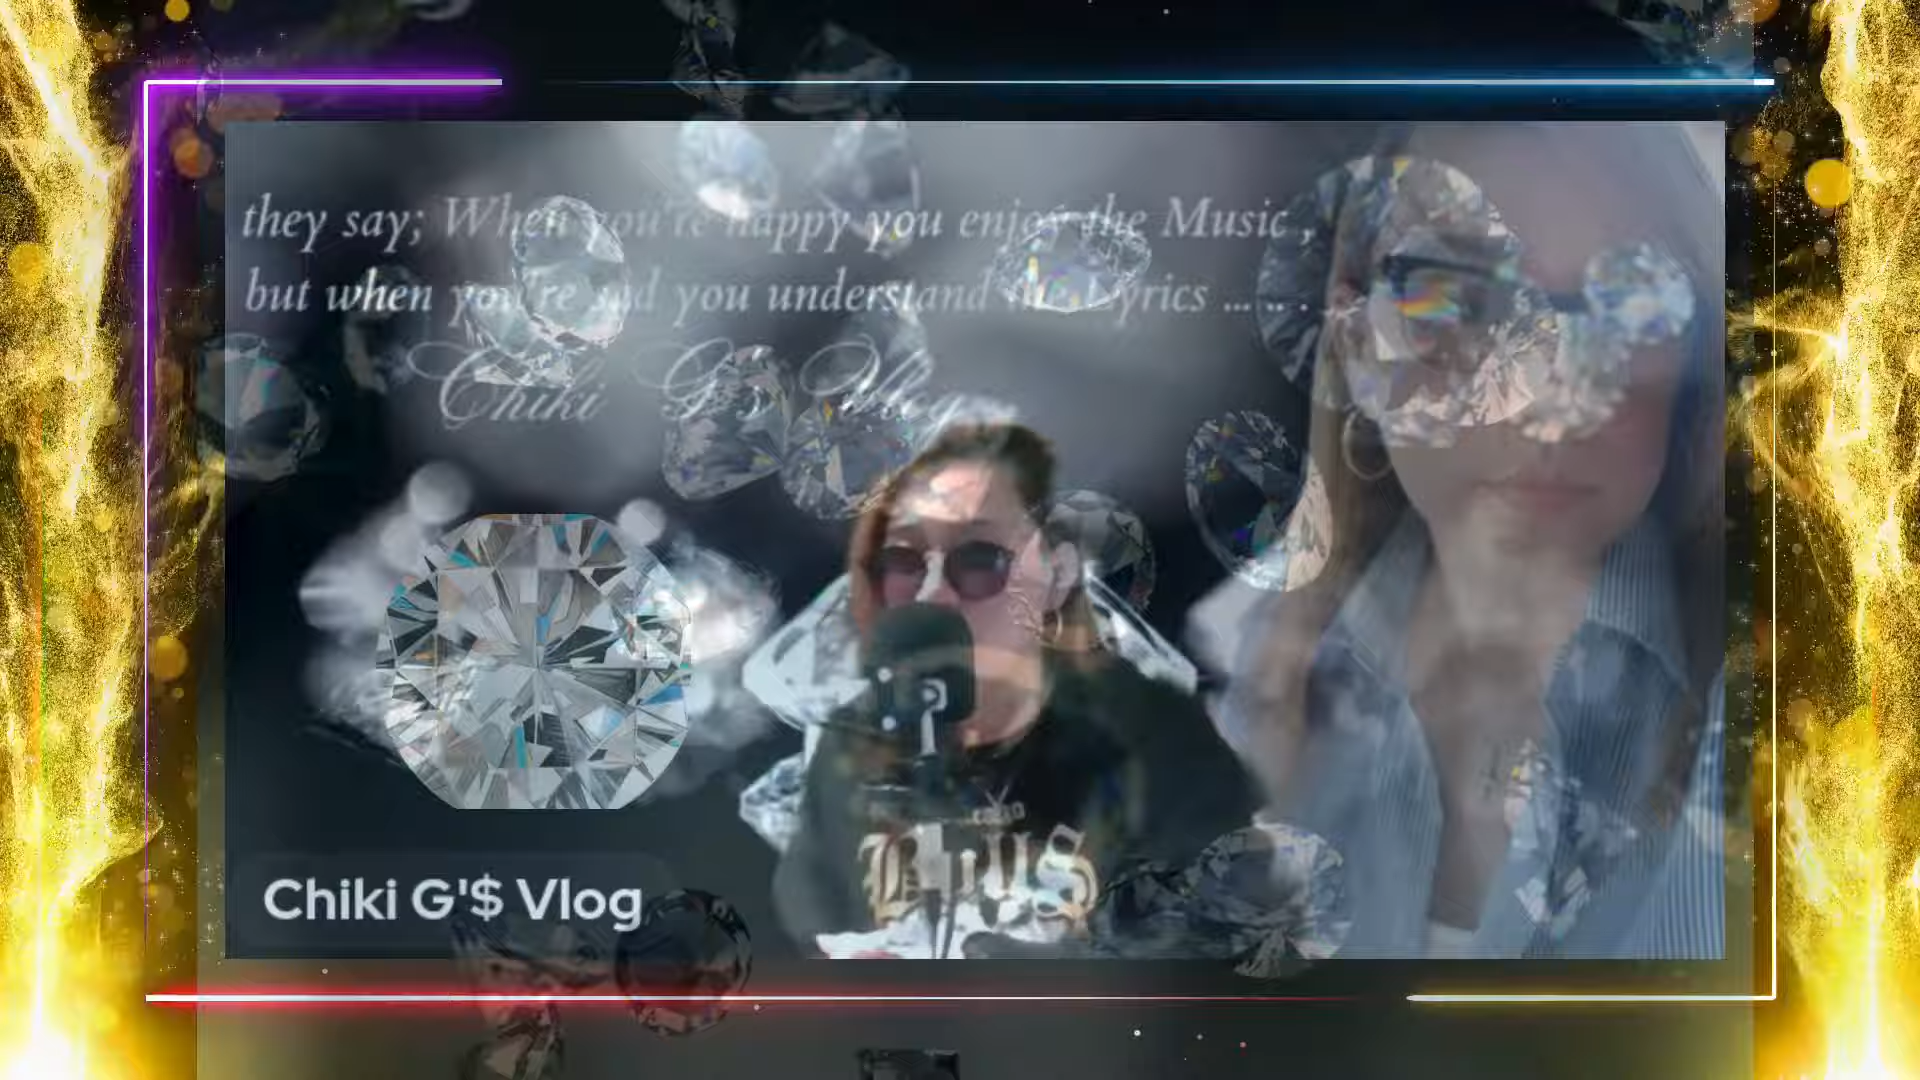 they say; When you're happy you enjoy the Music ,
but when you're sad you understand the Lyrics ... .. .
Chiki G'$ Vlog
Bulls
Chiki G'$ Vlog